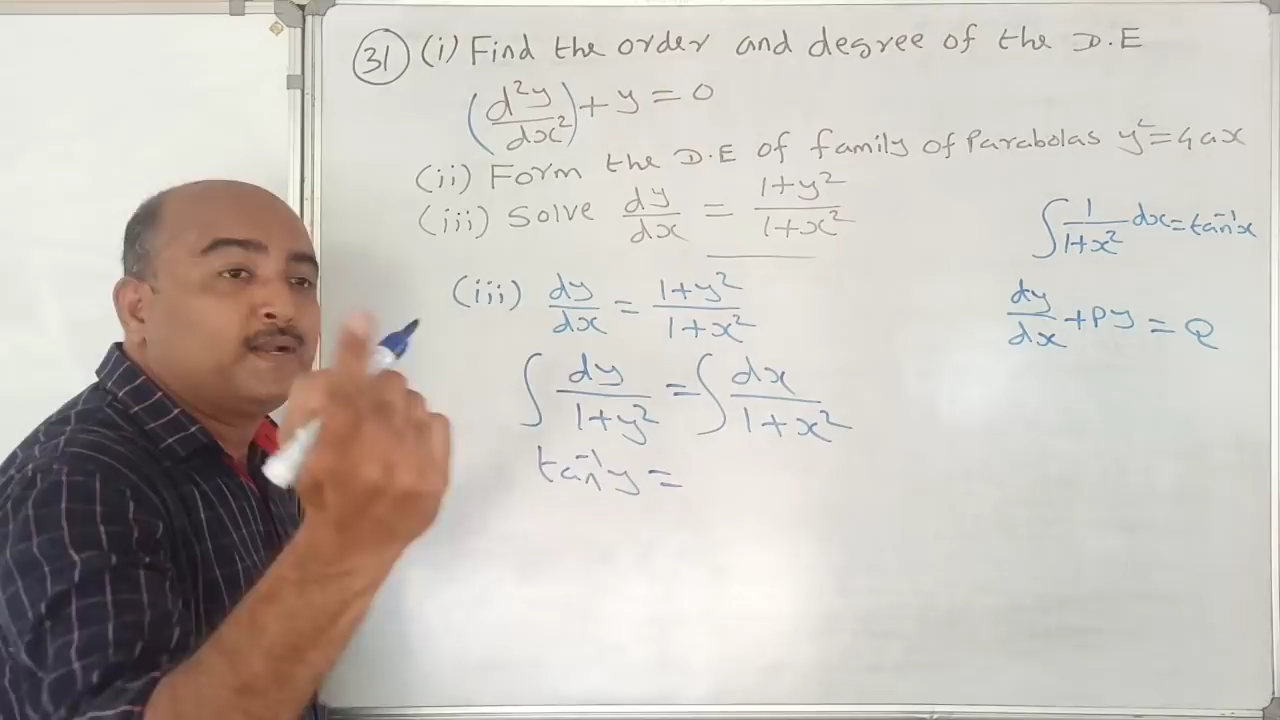 31 (i) Find the order and degree of the D.E
(d²y/dx²) + y = 0
(ii) Form the D.E of family of Parabolas y² = 4ax
(iii) Solve dy/dx = 1+y²/1+x²
∫ 1/1+x² dx = tan⁻¹x
(iii) dy/dx = 1+y²/1+x²
dy/dx + Py = Q
∫ dy/1+y² = ∫ dx/1+x²
tan⁻¹y =